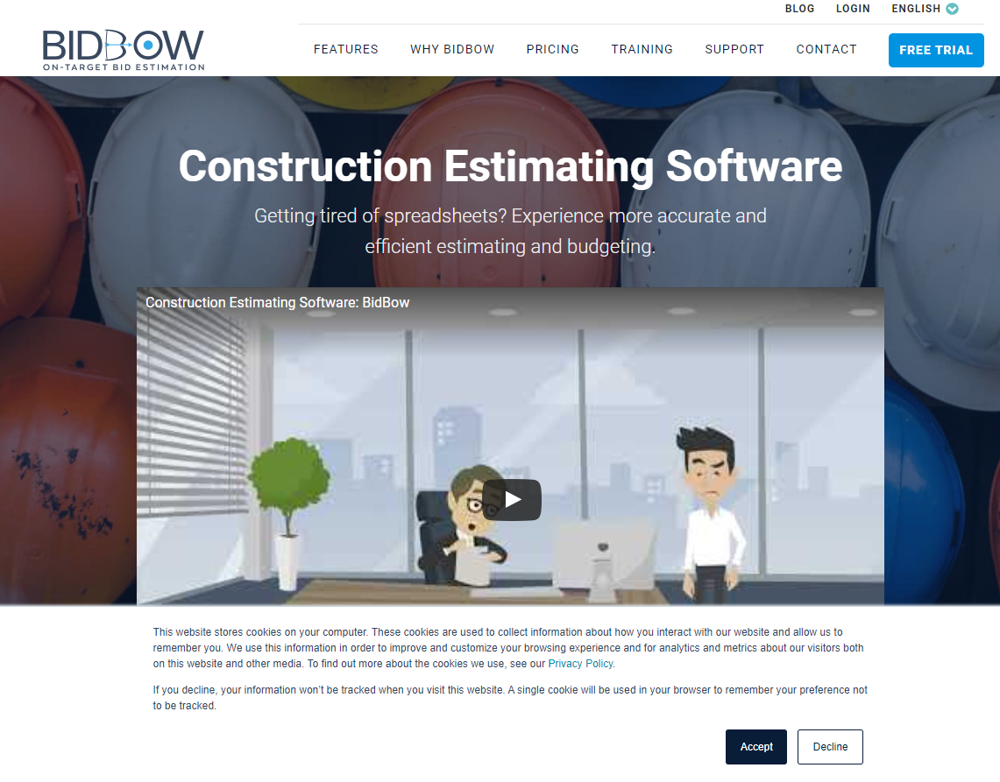 BLOG LOGIN ENGLISH
BIDBOW
ON-TARGET BID ESTIMATION
FEATURES WHY BIDBOW PRICING TRAINING SUPPORT CONTACT FREE TRIAL
Construction Estimating Software
Getting tired of spreadsheets? Experience more accurate and
efficient estimating and budgeting.
Construction Estimating Software: BidBow
This website stores cookies on your computer. These cookies are used to collect information about how you interact with our website and allow us to
remember you. We use this information in order to improve and customize your browsing experience and for analytics and metrics about our visitors both
on this website and other media. To find out more about the cookies we use, see our Privacy Policy.
If you decline, your information won’t be tracked when you visit this website. A single cookie will be used in your browser to remember your preference not
to be tracked.
Accept Decline